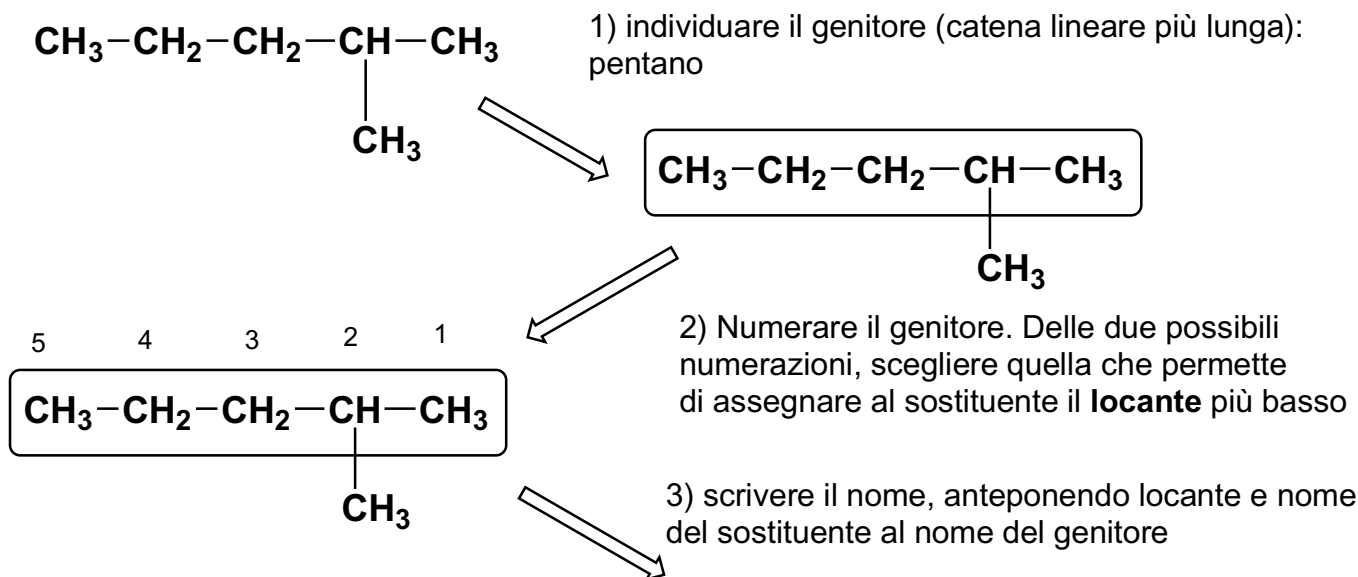 CH3−CH2−CH2−CH−CH3
CH3
1) individuare il genitore (catena lineare più lunga):
pentano
CH3−CH2−CH2−CH−CH3
CH3
5 4 3 2 1
CH3−CH2−CH2−CH−CH3
CH3
2) Numerare il genitore. Delle due possibili
numerazioni, scegliere quella che permette
di assegnare al sostituente il locante più basso
3) scrivere il nome, anteponendo locante e nome
del sostituente al nome del genitore